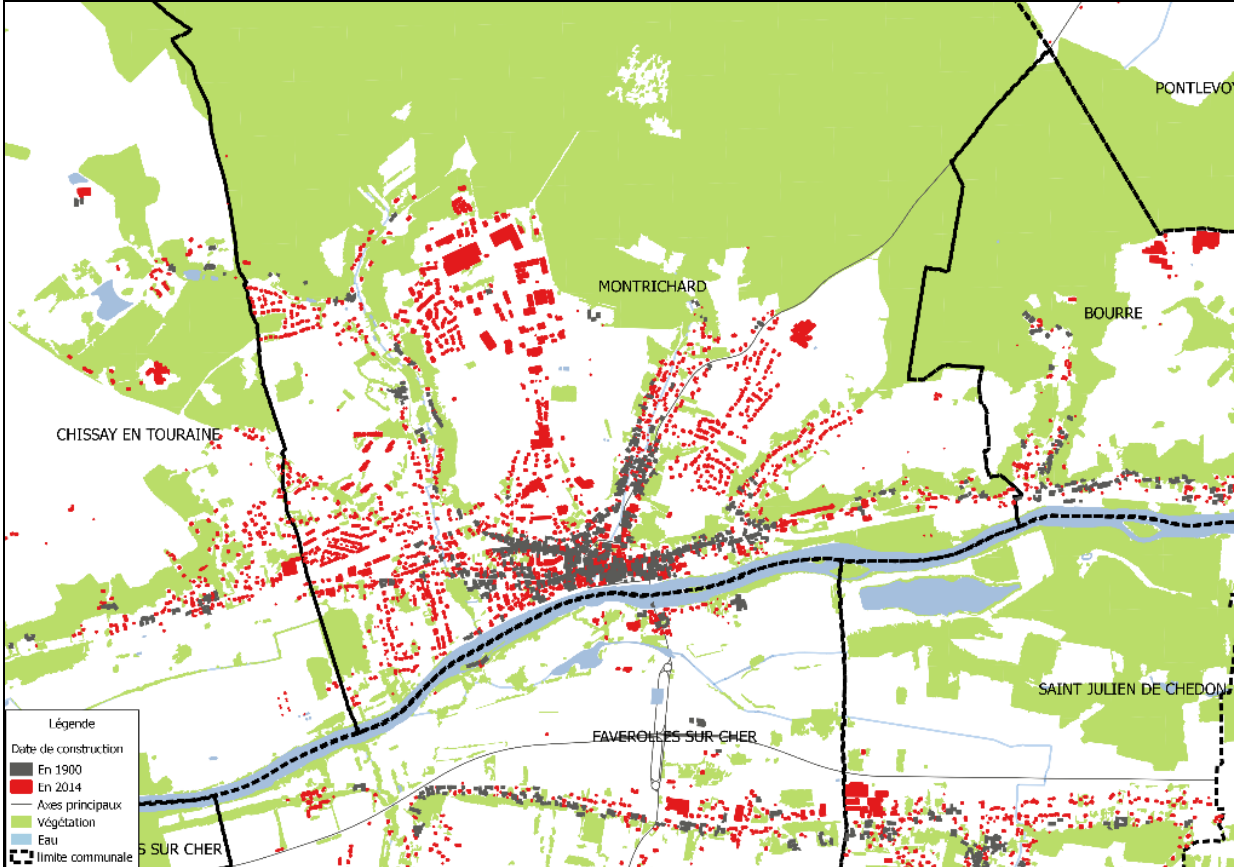 PONTLEVOY
MONTRICHARD
BOURRE
CHISSAY EN TOURAINE
SAINT JULIEN DE CHEDON
FAVEROLLES SUR CHER
S SUR CHER
Légende
Date de construction
En 1900
En 2014
Axes principaux
Végétation
Eau
limite communale